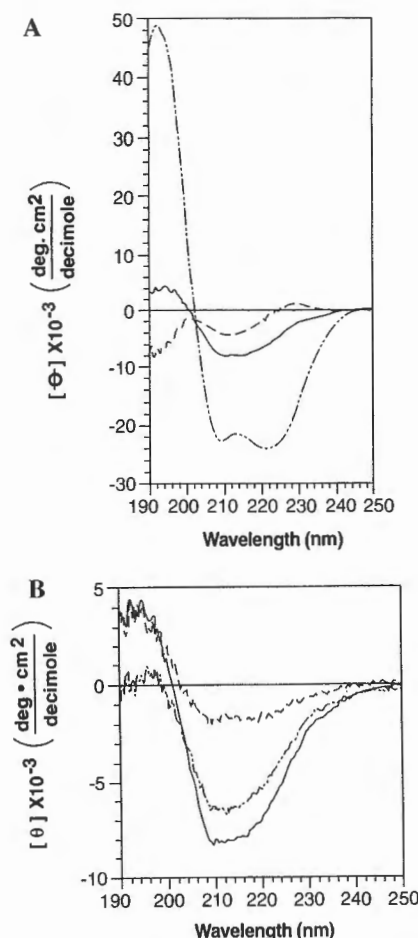 A
[Ɵ] X10-3 (deg. cm2 / decimole)
50
40
30
20
10
0
-10
-20
-30
190 200 210 220 230 240 250
Wavelength (nm)
B
[θ] X10-3 (deg • cm2 / decimole)
5
0
-5
-10
190 200 210 220 230 240 250
Wavelength (nm)